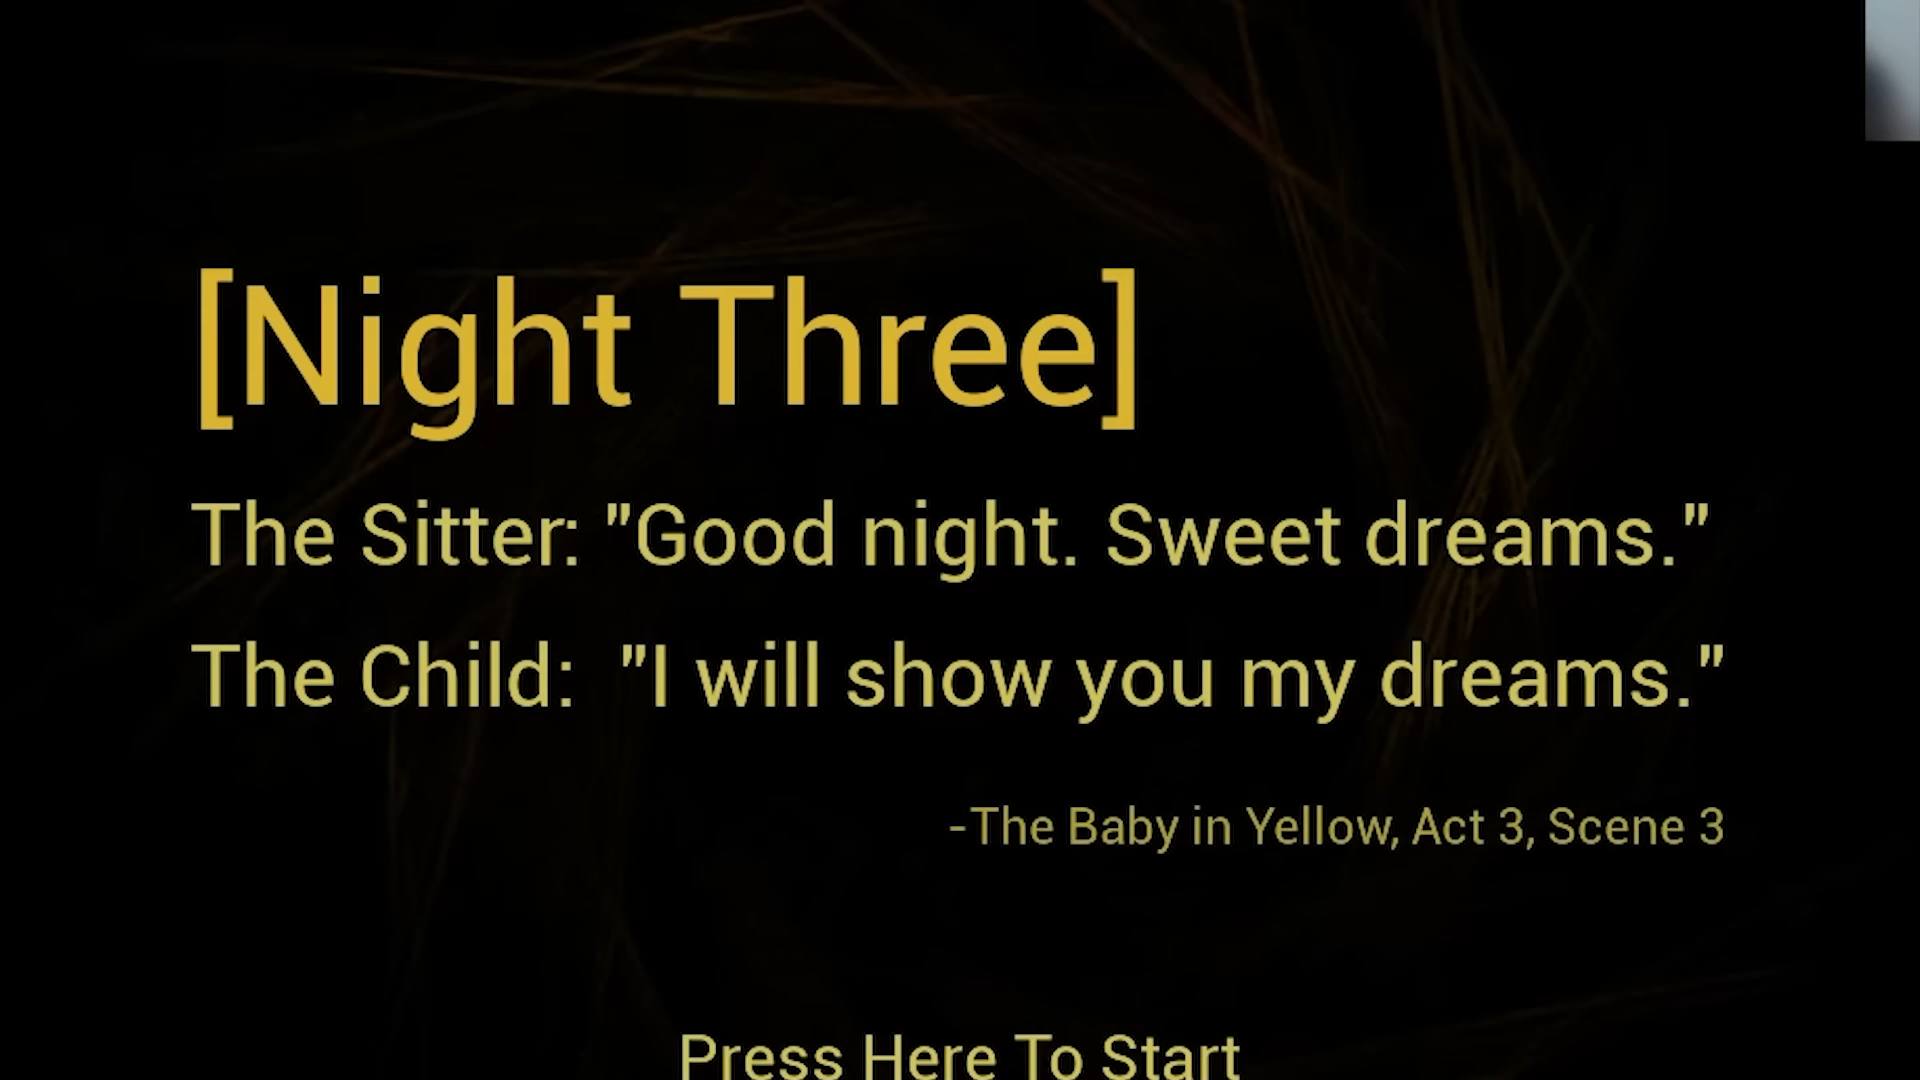 [Night Three]
The Sitter: "Good night. Sweet dreams."
The Child:  "I will show you my dreams."
-The Baby in Yellow, Act 3, Scene 3
Press Here To Start